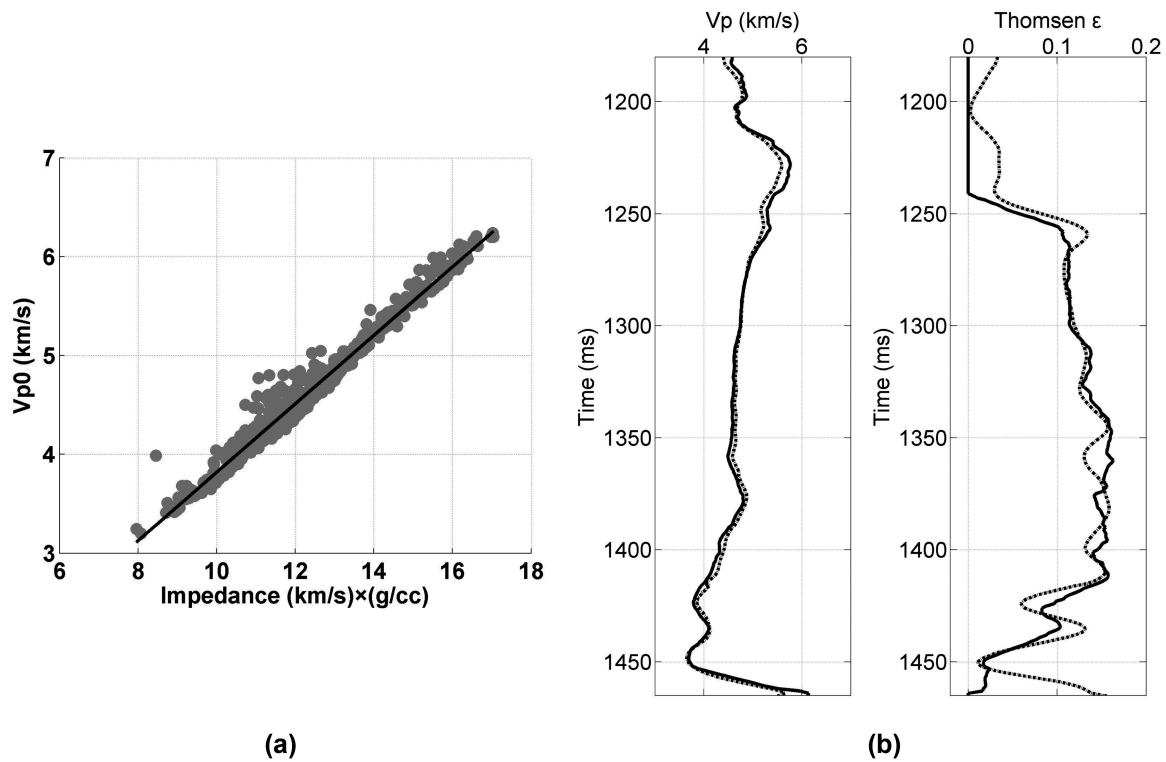 7
6
5
4
3
Vp0 (km/s)
6 8 10 12 14 16 18
Impedance (km/s)×(g/cc)
(a)
Vp (km/s)
4 6
1200
1250
1300
1350
1400
1450
Time (ms)
Thomsen ε
0 0.1 0.2
1200
1250
1300
1350
1400
1450
Time (ms)
(b)